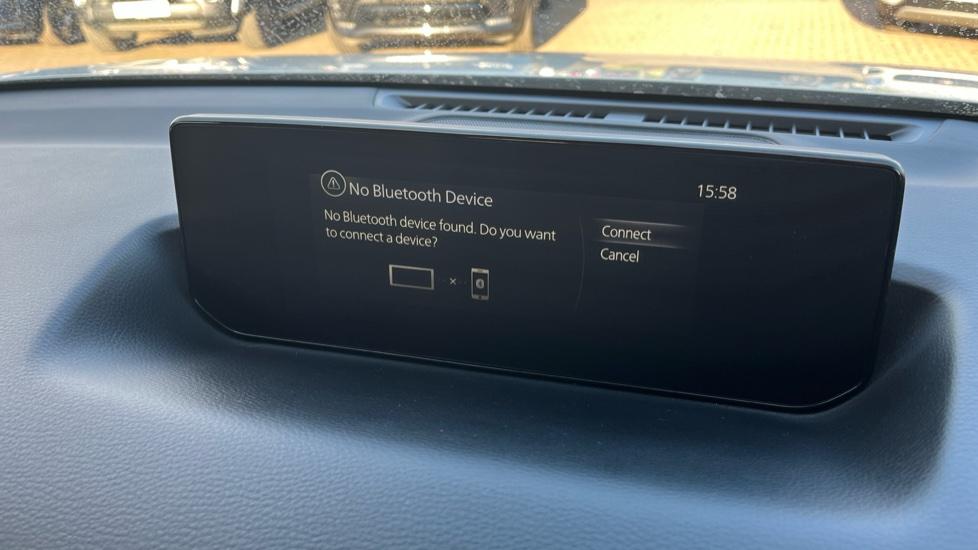 No Bluetooth Device
15:58
No Bluetooth device found. Do you want
to connect a device?
Connect
Cancel